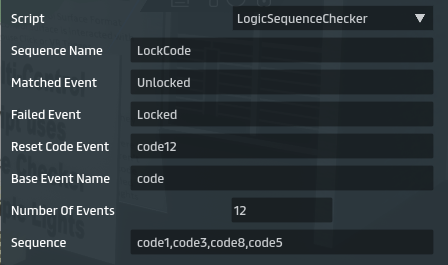 Script LogicSequenceChecker
Sequence Name LockCode
Matched Event Unlocked
Failed Event Locked
Reset Code Event code12
Base Event Name code
Number Of Events 12
Sequence code1,code3,code8,code5